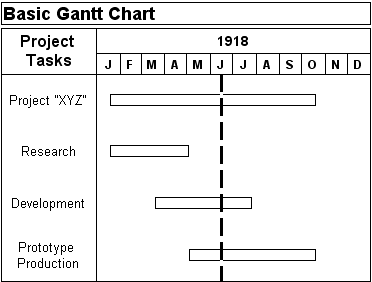 Basic Gantt Chart
Project
Tasks
1918
J F M A M J J A S O N D
Project "XYZ"
Research
Development
Prototype
Production